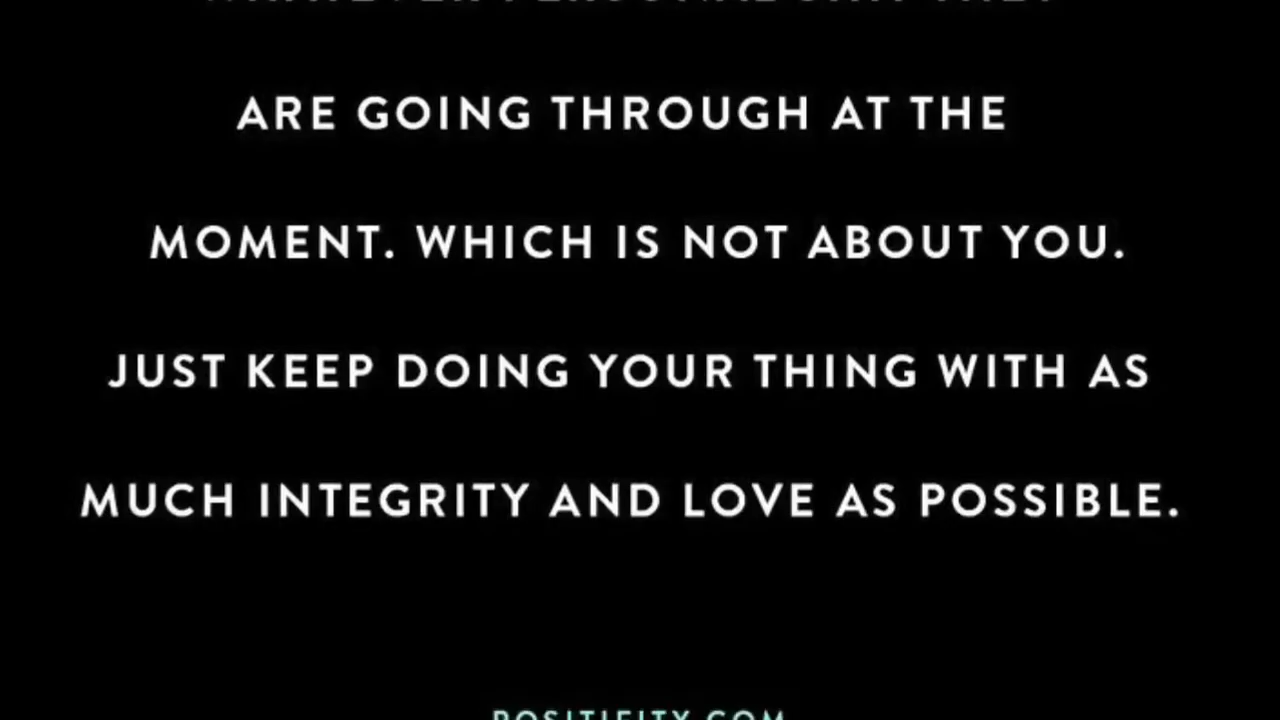 ARE GOING THROUGH AT THE
MOMENT. WHICH IS NOT ABOUT YOU.
JUST KEEP DOING YOUR THING WITH AS
MUCH INTEGRITY AND LOVE AS POSSIBLE.
POSITIFITY.COM